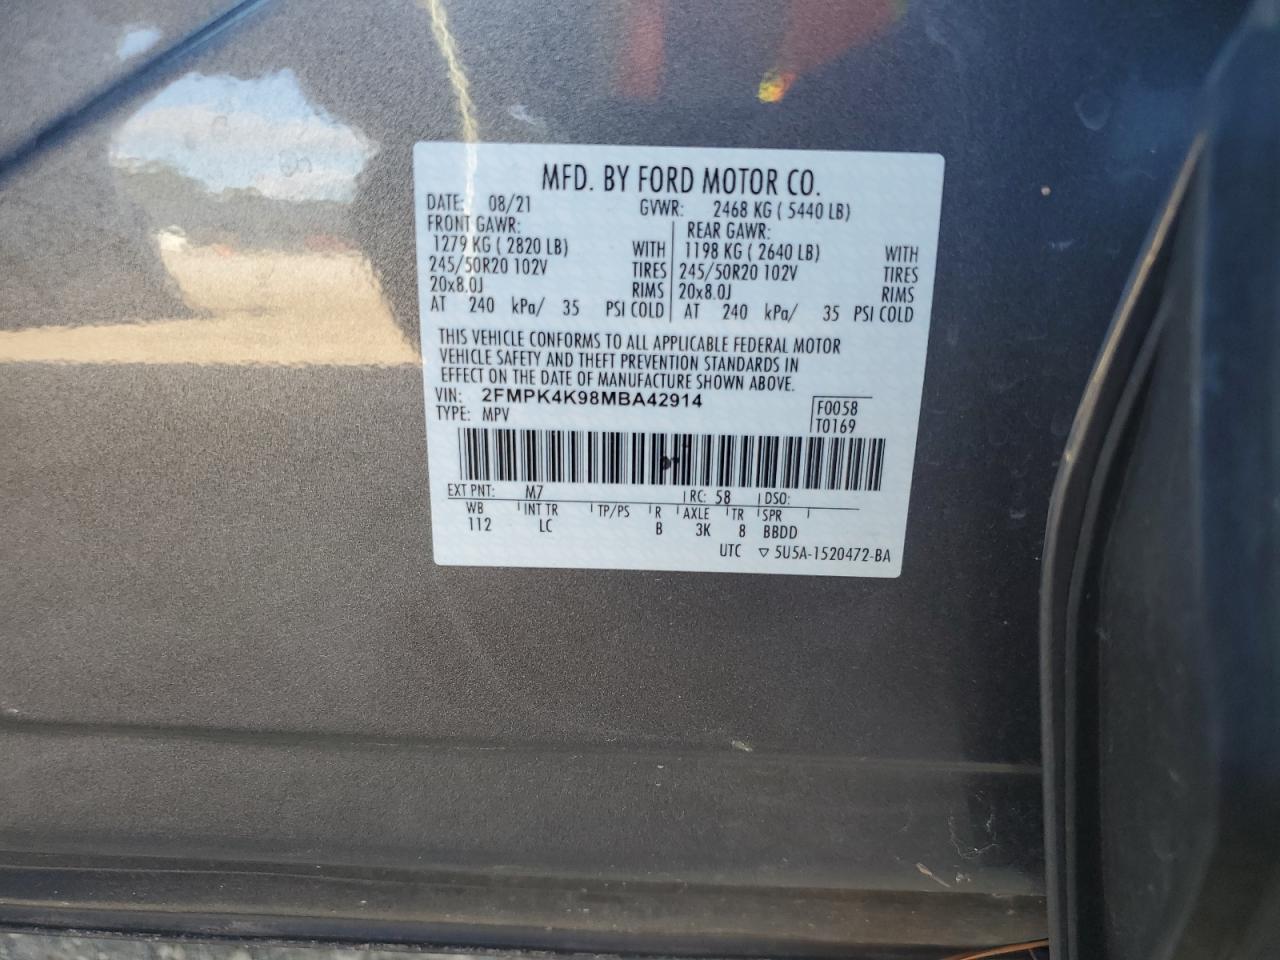 MFD. BY FORD MOTOR CO.
DATE: 08/21 GVWR: 2468 KG ( 5440 LB)
FRONT GAWR: REAR GAWR:
1279 KG ( 2820 LB) WITH 1198 KG ( 2640 LB) WITH
245/50R20 102V TIRES 245/50R20 102V TIRES
20x8.0J RIMS 20x8.0J RIMS
AT 240 kPa/ 35 PSI COLD AT 240 kPa/ 35 PSI COLD
THIS VEHICLE CONFORMS TO ALL APPLICABLE FEDERAL MOTOR
VEHICLE SAFETY AND THEFT PREVENTION STANDARDS IN
EFFECT ON THE DATE OF MANUFACTURE SHOWN ABOVE.
VIN: 2FMPK4K98MBA42914 F0058
TYPE: MPV T0169
EXT PNT: M7 RC: 58 DSO:
WB INT TR TP/PS R AXLE TR SPR
112 LC B 3K 8 BBDD
UTC ▽ 5U5A-1520472-BA